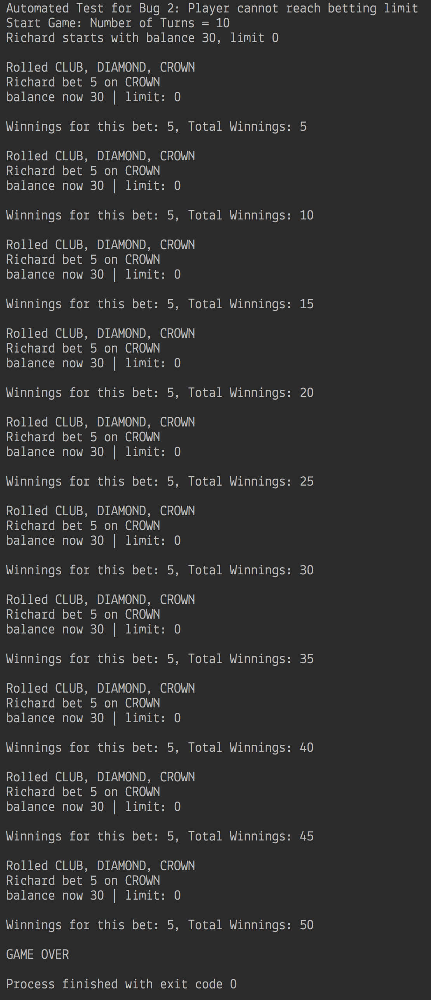 Automated Test for Bug 2: Player cannot reach betting limit
Start Game: Number of Turns = 10
Richard starts with balance 30, limit 0
Rolled CLUB, DIAMOND, CROWN
Richard bet 5 on CROWN
balance now 30 | limit: 0
Winnings for this bet: 5, Total Winnings: 5
Rolled CLUB, DIAMOND, CROWN
Richard bet 5 on CROWN
balance now 30 | limit: 0
Winnings for this bet: 5, Total Winnings: 10
Rolled CLUB, DIAMOND, CROWN
Richard bet 5 on CROWN
balance now 30 | limit: 0
Winnings for this bet: 5, Total Winnings: 15
Rolled CLUB, DIAMOND, CROWN
Richard bet 5 on CROWN
balance now 30 | limit: 0
Winnings for this bet: 5, Total Winnings: 20
Rolled CLUB, DIAMOND, CROWN
Richard bet 5 on CROWN
balance now 30 | limit: 0
Winnings for this bet: 5, Total Winnings: 25
Rolled CLUB, DIAMOND, CROWN
Richard bet 5 on CROWN
balance now 30 | limit: 0
Winnings for this bet: 5, Total Winnings: 30
Rolled CLUB, DIAMOND, CROWN
Richard bet 5 on CROWN
balance now 30 | limit: 0
Winnings for this bet: 5, Total Winnings: 35
Rolled CLUB, DIAMOND, CROWN
Richard bet 5 on CROWN
balance now 30 | limit: 0
Winnings for this bet: 5, Total Winnings: 40
Rolled CLUB, DIAMOND, CROWN
Richard bet 5 on CROWN
balance now 30 | limit: 0
Winnings for this bet: 5, Total Winnings: 45
Rolled CLUB, DIAMOND, CROWN
Richard bet 5 on CROWN
balance now 30 | limit: 0
Winnings for this bet: 5, Total Winnings: 50
GAME OVER
Process finished with exit code 0